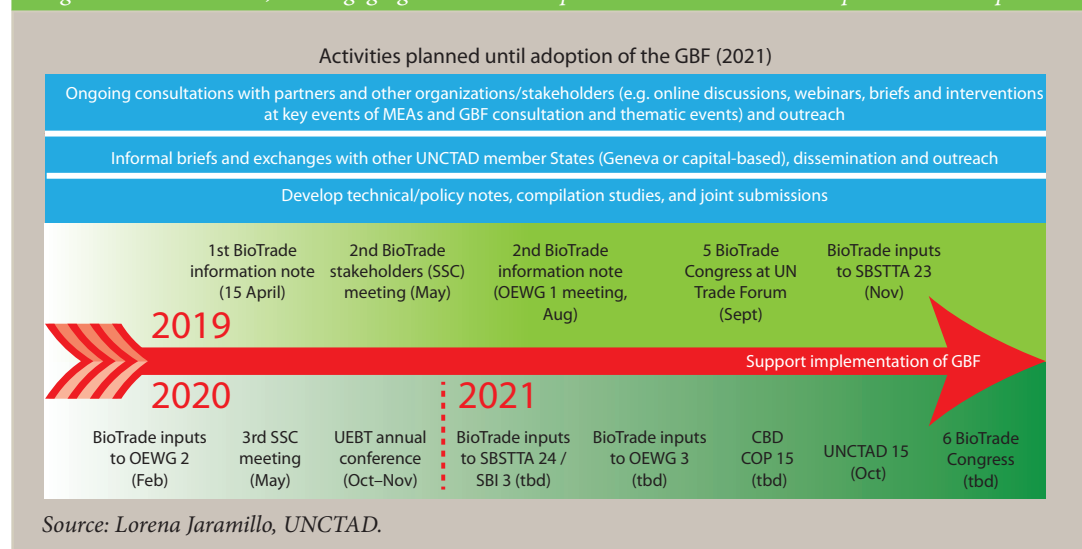 Activities planned until adoption of the GBF (2021)
Ongoing consultations with partners and other organizations/stakeholders (e.g. online discussions, webinars, briefs and interventions
at key events of MEAs and GBF consultation and thematic events) and outreach
Informal briefs and exchanges with other UNCTAD member States (Geneva or capital-based), dissemination and outreach
Develop technical/policy notes, compilation studies, and joint submissions
1st BioTrade
information note
(15 April)
2nd BioTrade
stakeholders (SSC)
meeting (May)
2nd BioTrade
information note
(OEWG 1 meeting,
Aug)
5 BioTrade
Congress at UN
Trade Forum
(Sept)
BioTrade inputs
to SBSTTA 23
(Nov)
2019
Support implementation of GBF
2020
2021
BioTrade inputs
to OEWG 2
(Feb)
3rd SSC
meeting
(May)
UEBT annual
conference
(Oct–Nov)
BioTrade inputs
to SBSTTA 24 /
SBI 3 (tbd)
BioTrade inputs
to OEWG 3
(tbd)
CBD
COP 15
(tbd)
UNCTAD 15
(Oct)
6 BioTrade
Congress
(tbd)
Source: Lorena Jaramillo, UNCTAD.